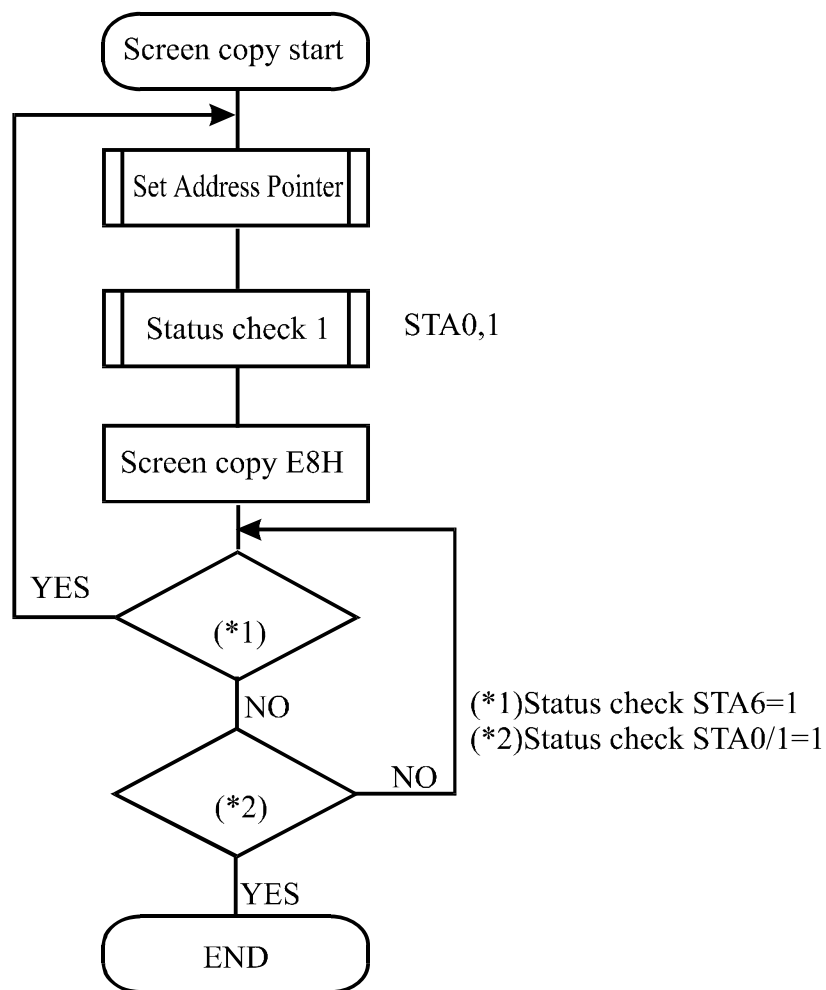 Screen copy start
Set Address Pointer
Status check 1
STA0,1
Screen copy E8H
YES
(*1)
NO
(*1)Status check STA6=1
(*2)Status check STA0/1=1
NO
(*2)
YES
END